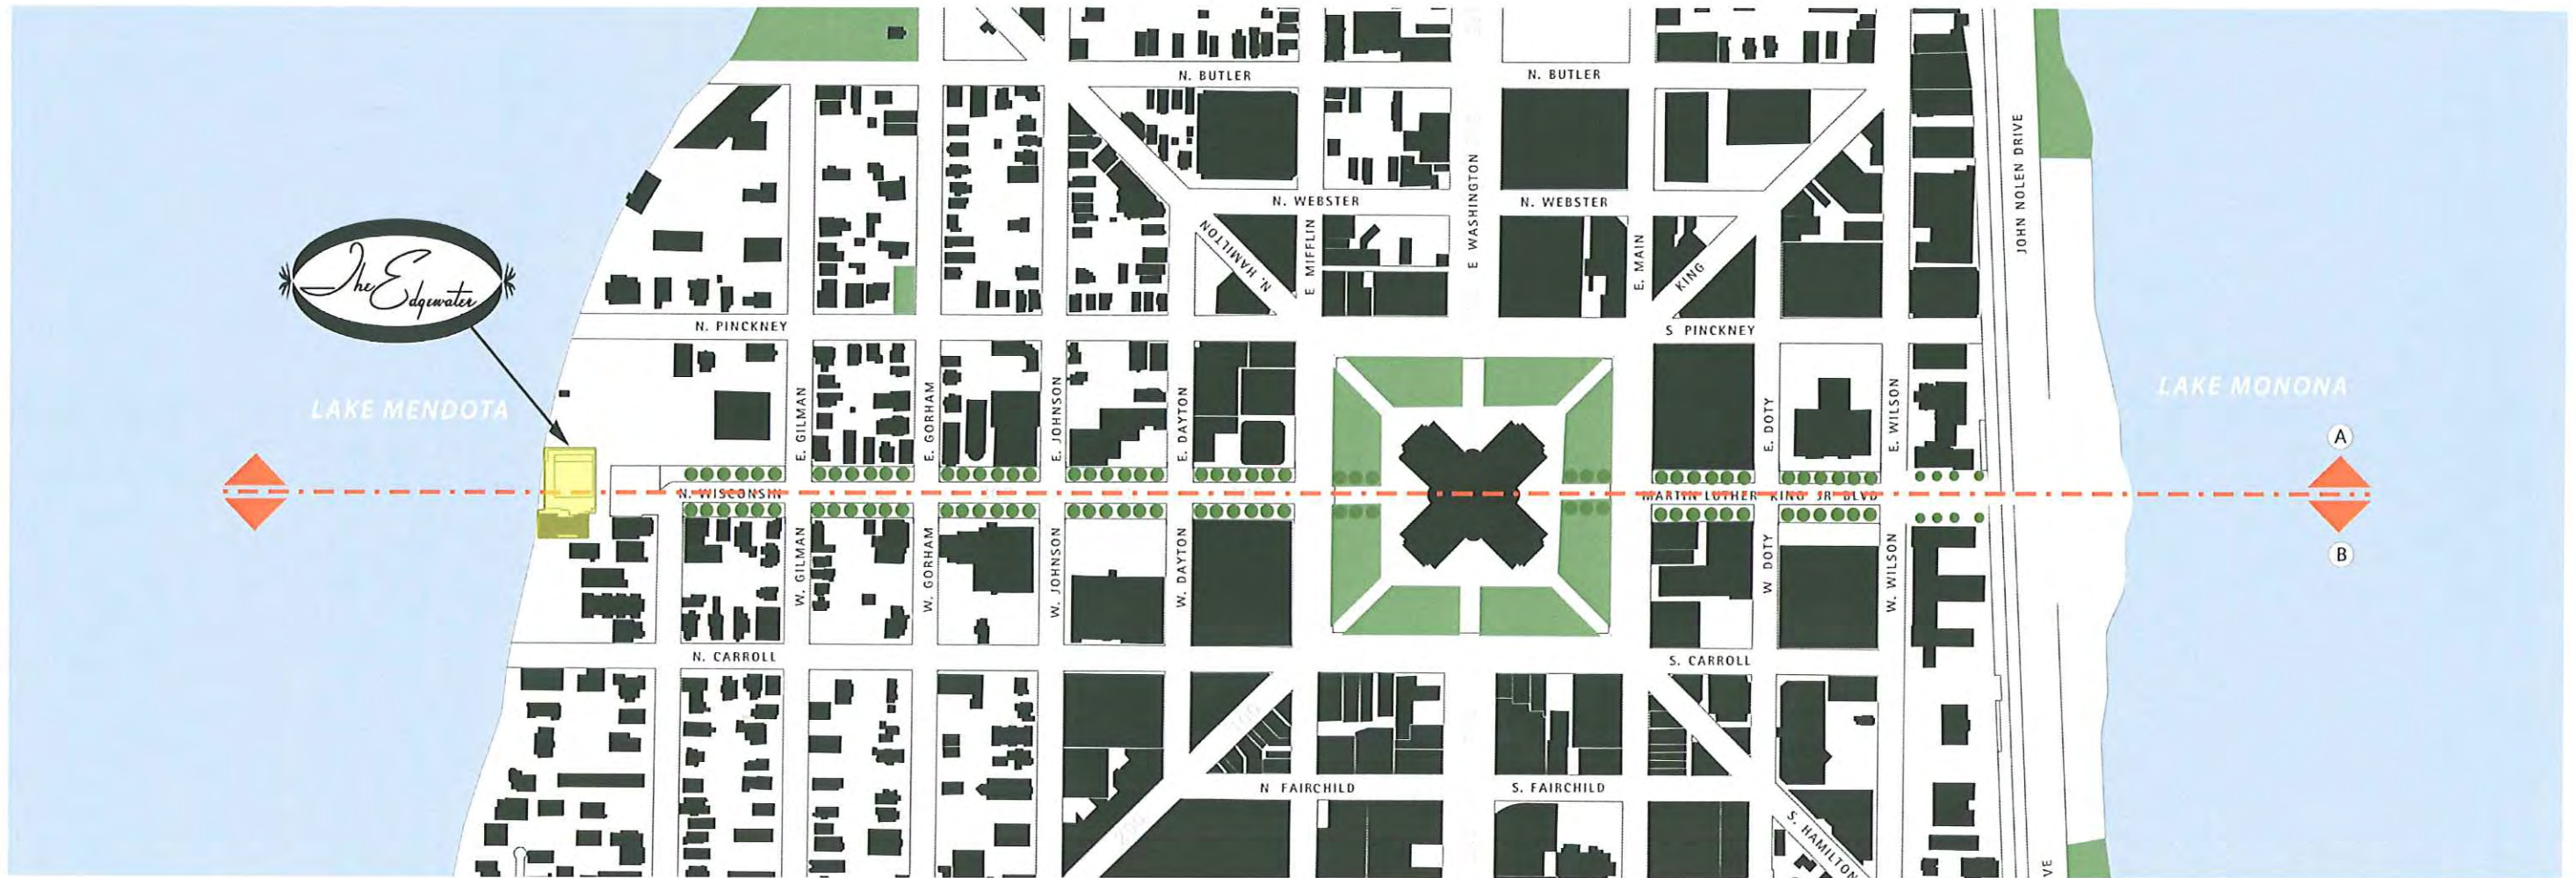 N. BUTLER
N. BUTLER
JOHN NOLEN DRIVE
E WASHINGTON
N. WEBSTER
N. WEBSTER
N. HAMILTON
E MIFFLIN
E. MAIN
KING
The Edgewater
N. PINCKNEY
S PINCKNEY
LAKE MENDOTA
LAKE MONONA
E. GILMAN
E. GORHAM
E. JOHNSON
E. DAYTON
E. DOTY
E. WILSON
A
N. WISCONSIN
MARTIN LUTHER KING JR BLVD
B
W. GILMAN
W. GORHAM
W. JOHNSON
W. DAYTON
W DOTY
W. WILSON
N. CARROLL
S. CARROLL
N FAIRCHILD
S. FAIRCHILD
S. HAMILTON
VE